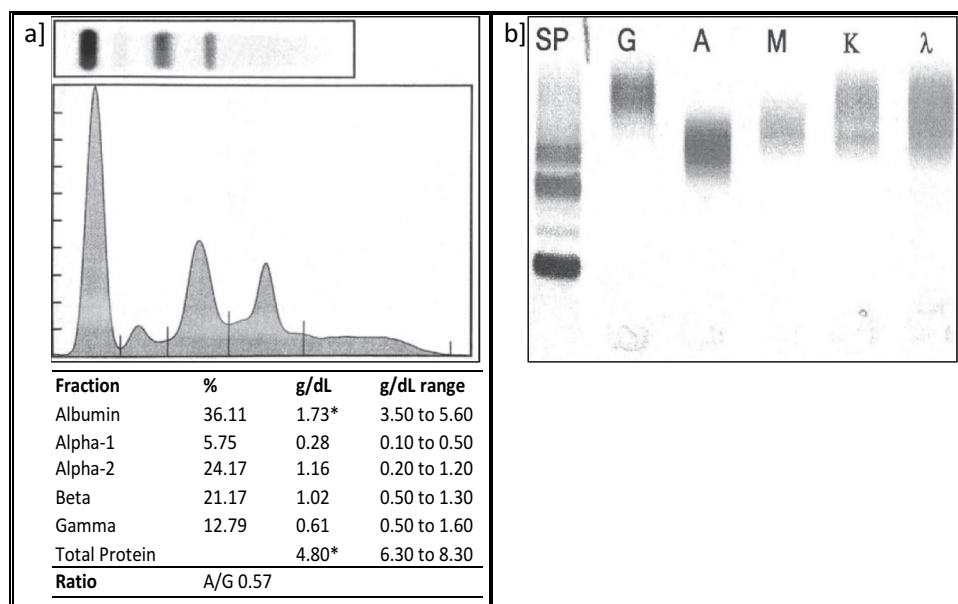 a]
Fraction % g/dL g/dL range
Albumin 36.11 1.73* 3.50 to 5.60
Alpha-1 5.75 0.28 0.10 to 0.50
Alpha-2 24.17 1.16 0.20 to 1.20
Beta 21.17 1.02 0.50 to 1.30
Gamma 12.79 0.61 0.50 to 1.60
Total Protein 4.80* 6.30 to 8.30
Ratio A/G 0.57
b]
SP G A M K λ